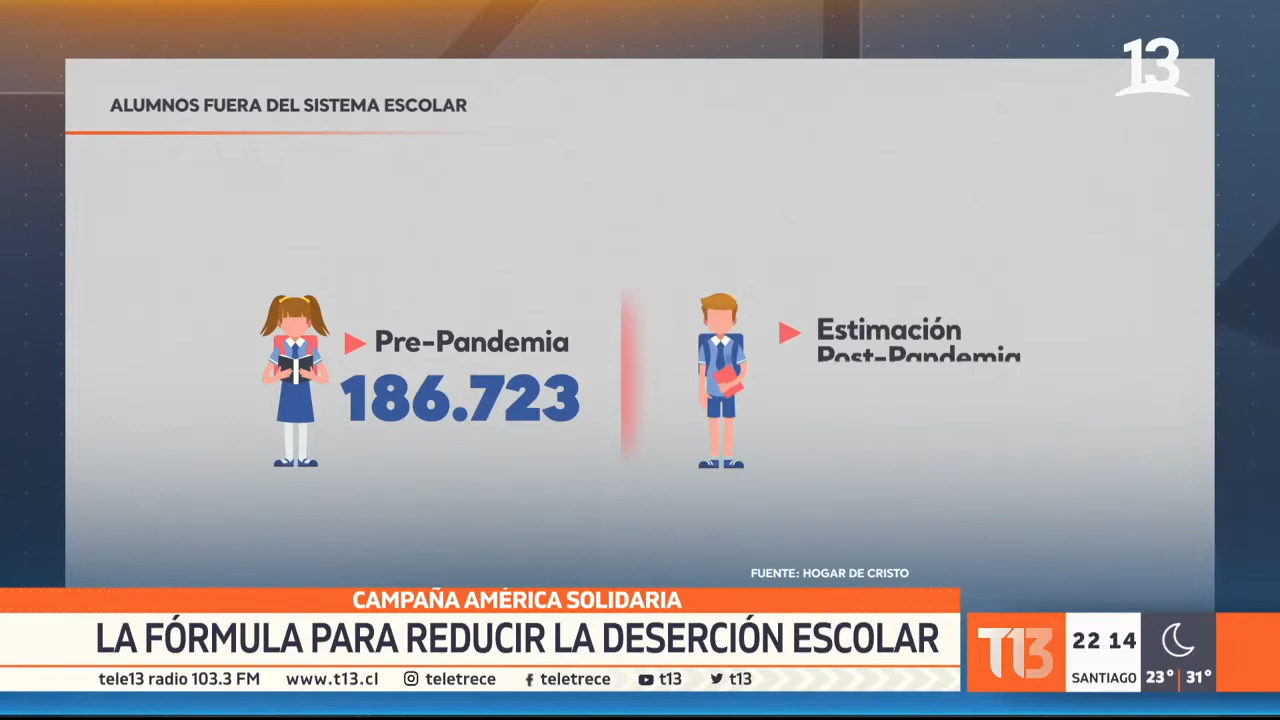 13
ALUMNOS FUERA DEL SISTEMA ESCOLAR
Pre-Pandemia
186.723
Estimación
Post-Pandemia
FUENTE: HOGAR DE CRISTO
CAMPAÑA AMÉRICA SOLIDARIA
LA FÓRMULA PARA REDUCIR LA DESERCIÓN ESCOLAR
tele13 radio 103.3 FM www.t13.cl teletrece teletrece t13 t13
T13
22 14
SANTIAGO
23° 31°